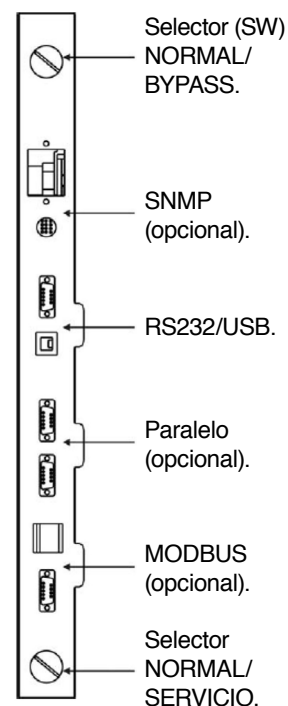 Selector (SW)
NORMAL/
BYPASS.
SNMP
(opcional).
RS232/USB.
Paralelo
(opcional).
MODBUS
(opcional).
Selector
NORMAL/
SERVICIO.